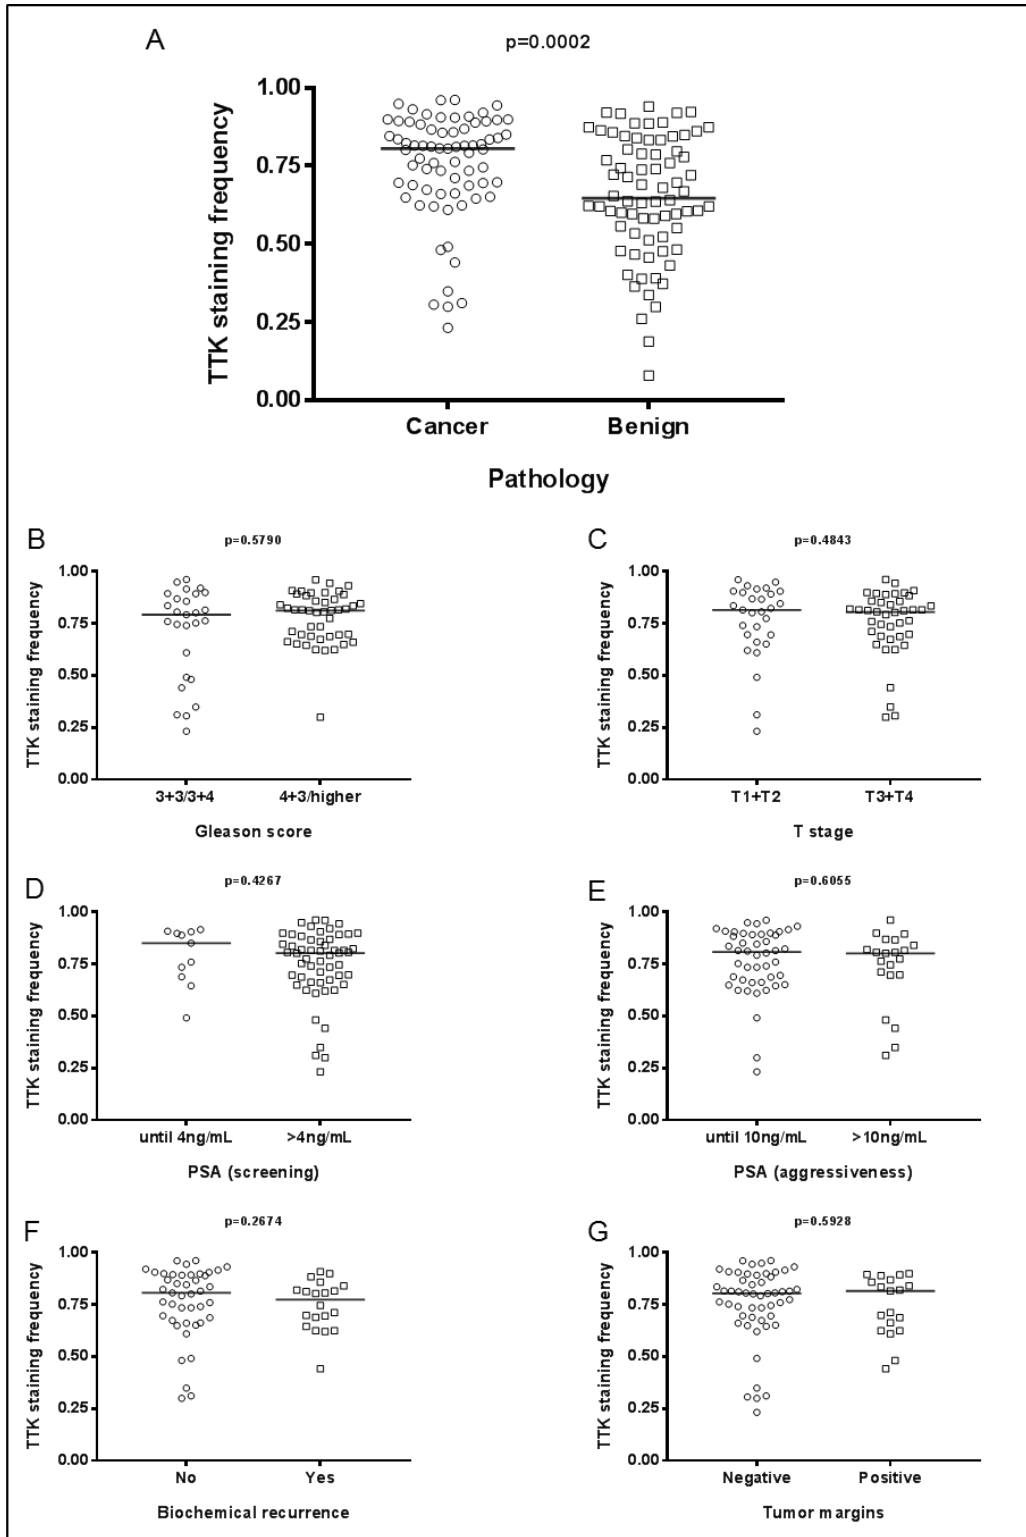 A
p=0.0002
1.00
0.75
0.50
0.25
0.00
TTK staining frequency
Cancer Benign
Pathology
B
p=0.5790
1.00
0.75
0.50
0.25
0.00
TTK staining frequency
3+3/3+4 4+3/higher
Gleason score
C
p=0.4843
1.00
0.75
0.50
0.25
0.00
TTK staining frequency
T1+T2 T3+T4
T stage
D
p=0.4267
1.00
0.75
0.50
0.25
0.00
TTK staining frequency
until 4ng/mL >4ng/mL
PSA (screening)
E
p=0.6055
1.00
0.75
0.50
0.25
0.00
TTK staining frequency
until 10ng/mL >10ng/mL
PSA (aggressiveness)
F
p=0.2674
1.00
0.75
0.50
0.25
0.00
TTK staining frequency
No Yes
Biochemical recurrence
G
p=0.5928
1.00
0.75
0.50
0.25
0.00
TTK staining frequency
Negative Positive
Tumor margins